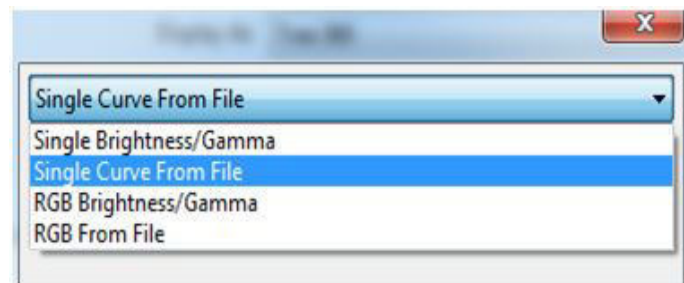 Single Curve From File
Single Brightness/Gamma
Single Curve From File
RGB Brightness/Gamma
RGB From File